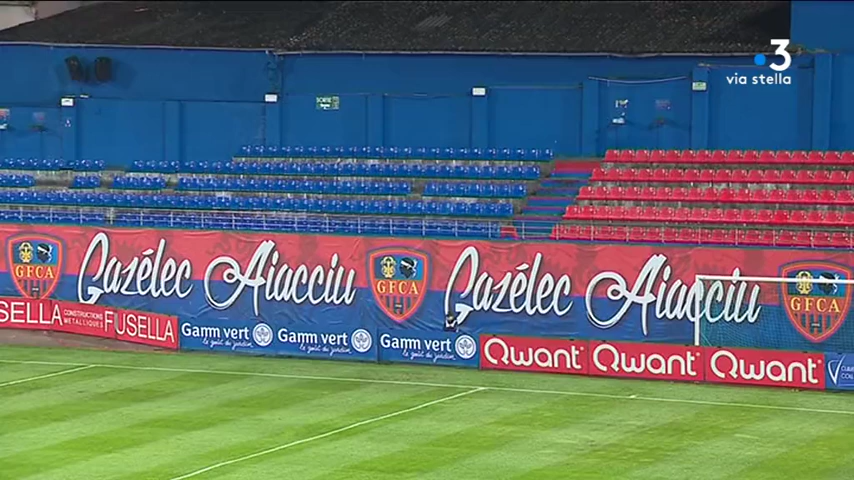 3
via stella
SORTIE
GFCA Gazélec Aiacciu GFCA Gazélec Aiacciu GFCA
SELLA CONSTRUCTIONS MÉTALLIQUES FUSELLA
Gamm vert Gamm vert Gamm vert Qwant Qwant Qwant
le goût du jardin le goût du jardin le goût du jardin